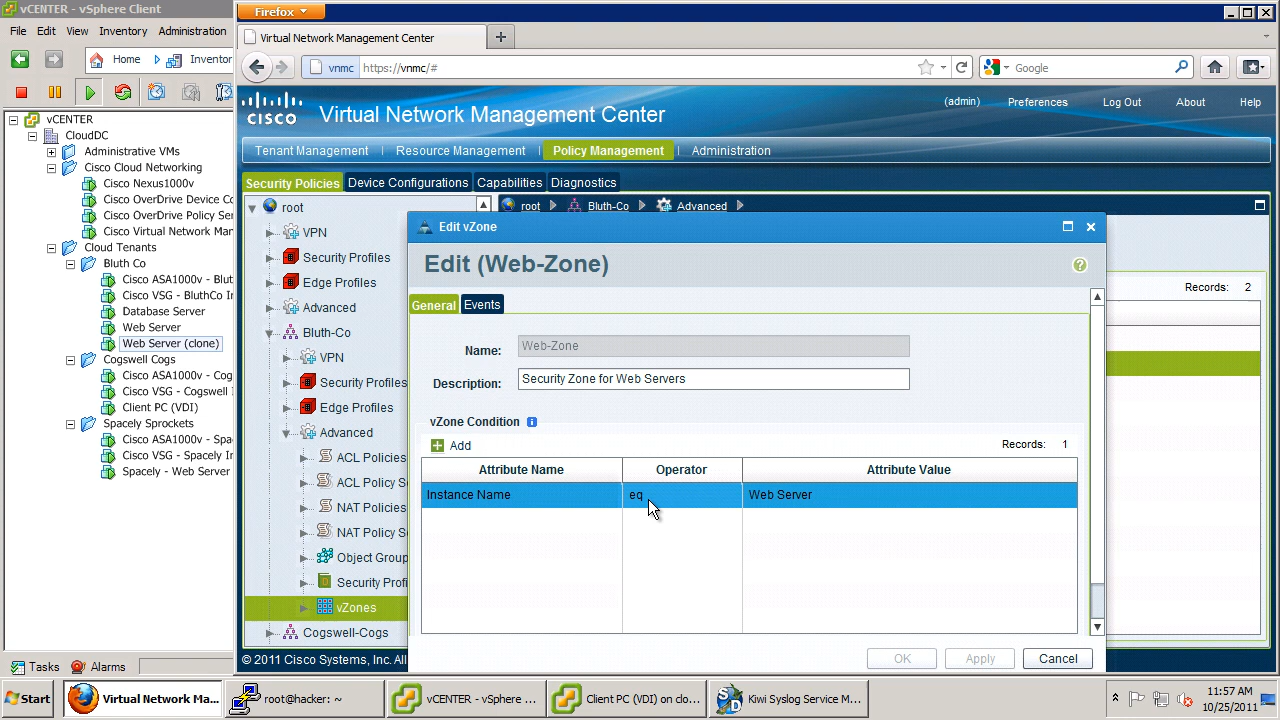 vCENTER - vSphere Client
File Edit View Inventory Administration
Home Inventor
vCENTER
CloudDC
Administrative VMs
Cisco Cloud Networking
Cisco Nexus1000v
Cisco OverDrive Device Co
Cisco OverDrive Policy Ser
Cisco Virtual Network Man
Cloud Tenants
Bluth Co
Cisco ASA1000v - Blut
Cisco VSG - BluthCo In
Database Server
Web Server
Web Server (clone)
Cogswell Cogs
Cisco ASA1000v - Cog
Cisco VSG - Cogswell I
Client PC (VDI)
Spacely Sprockets
Cisco ASA1000v - Spa
Cisco VSG - Spacely In
Spacely - Web Server
Tasks Alarms
Firefox
Virtual Network Management Center
vnmc https://vnmc/# Google
CISCO Virtual Network Management Center
(admin) Preferences Log Out About Help
Tenant Management Resource Management Policy Management Administration
Security Policies Device Configurations Capabilities Diagnostics
root
VPN
Security Profiles
Edge Profiles
Advanced
Bluth-Co
VPN
Security Profiles
Edge Profiles
Advanced
ACL Policies
ACL Policy S
NAT Policies
NAT Policy S
Object Group
Security Profi
vZones
Cogswell-Cogs
© 2011 Cisco Systems, Inc. All
root Bluth-Co Advanced
Records: 2
Edit vZone
Edit (Web-Zone)
General Events
Name: Web-Zone
Description: Security Zone for Web Servers
vZone Condition
Add Records: 1
Attribute Name Operator Attribute Value
Instance Name eq Web Server
OK Apply Cancel
Start Virtual Network Ma... root@hacker: ~ vCENTER - vSphere ... Client PC (VDI) on clo... Kiwi Syslog Service M...
11:57 AM
10/25/2011